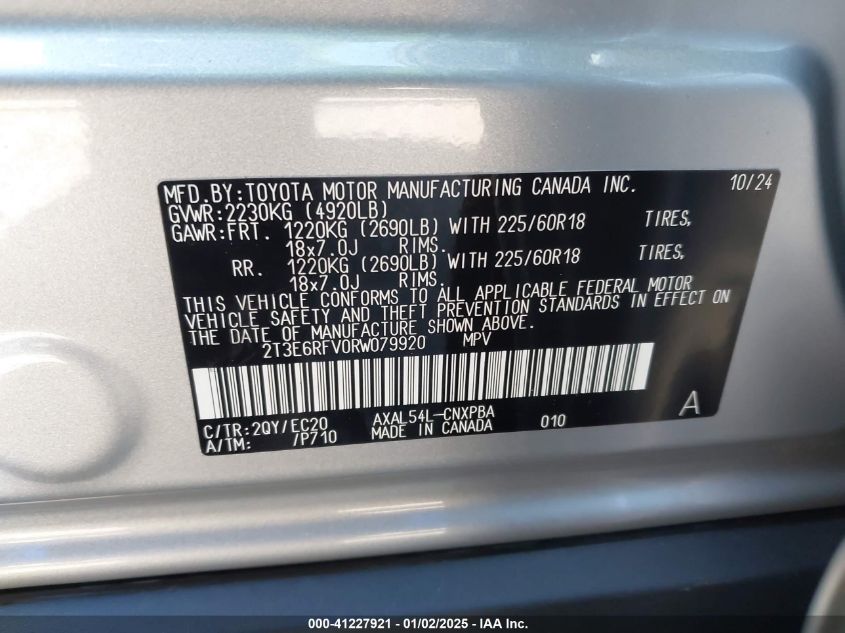 MFD.BY:TOYOTA MOTOR MANUFACTURING CANADA INC. 10/24
GVWR:2230KG (4920LB)
GAWR:FRT. 1220KG (2690LB) WITH 225/60R18 TIRES,
18x7.0J RIMS.
RR. 1220KG (2690LB) WITH 225/60R18 TIRES,
18x7.0J RIMS.
THIS VEHICLE CONFORMS TO ALL APPLICABLE FEDERAL MOTOR
VEHICLE SAFETY AND THEFT PREVENTION STANDARDS IN EFFECT ON
THE DATE OF MANUFACTURE SHOWN ABOVE.
2T3E6RFV0RW079920 MPV
C/TR:2QY/EC20 AXAL54L-CNXPBA 010 A
A/TM: /P710 MADE IN CANADA
000-41227921 - 01/02/2025 - IAA Inc.